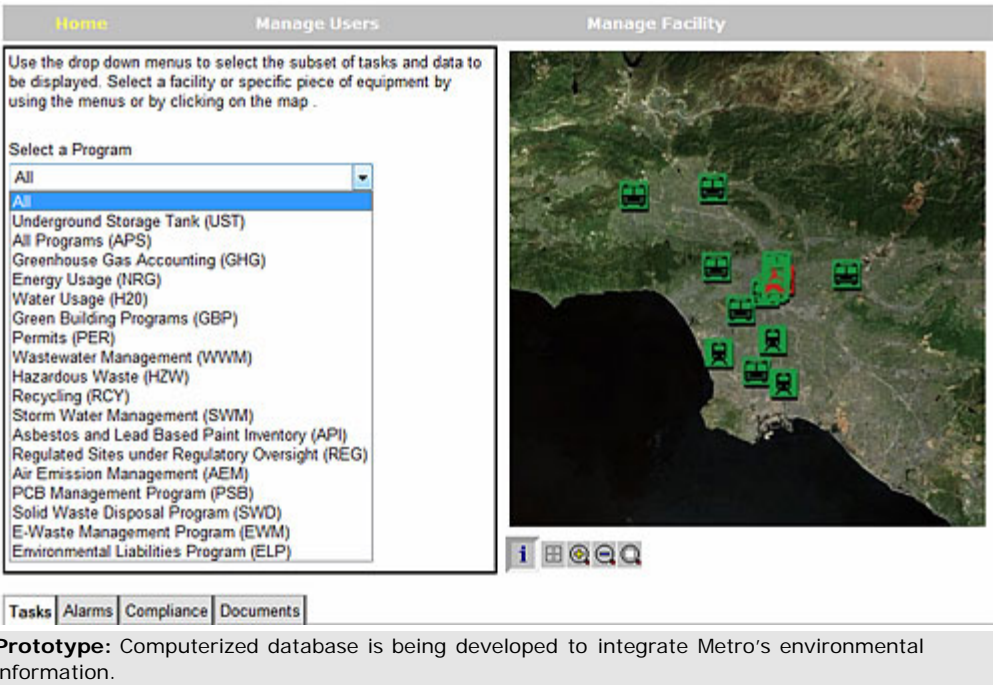 Home Manage Users Manage Facility
Use the drop down menus to select the subset of tasks and data to
be displayed. Select a facility or specific piece of equipment by
using the menus or by clicking on the map .
Select a Program
All
All
Underground Storage Tank (UST)
All Programs (APS)
Greenhouse Gas Accounting (GHG)
Energy Usage (NRG)
Water Usage (H20)
Green Building Programs (GBP)
Permits (PER)
Wastewater Management (WWM)
Hazardous Waste (HZW)
Recycling (RCY)
Storm Water Management (SWM)
Asbestos and Lead Based Paint Inventory (API)
Regulated Sites under Regulatory Oversight (REG)
Air Emission Management (AEM)
PCB Management Program (PSB)
Solid Waste Disposal Program (SWD)
E-Waste Management Program (EWM)
Environmental Liabilities Program (ELP)
i
Tasks Alarms Compliance Documents
Prototype: Computerized database is being developed to integrate Metro's environmental
nformation.